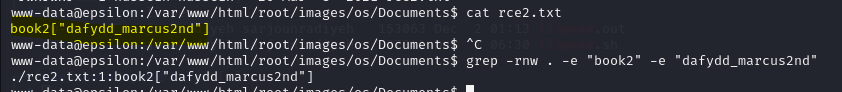 www-data@epsilon:/var/www/html/root/images/os/Documents$ cat rce2.txt
book2["dafydd_marcus2nd"]
www-data@epsilon:/var/www/html/root/images/os/Documents$ ^C
www-data@epsilon:/var/www/html/root/images/os/Documents$ grep -rnw . -e "book2" -e "dafydd_marcus2nd"
./rce2.txt:1:book2["dafydd_marcus2nd"]
www-data@epsilon:/var/www/html/root/images/os/Documents$